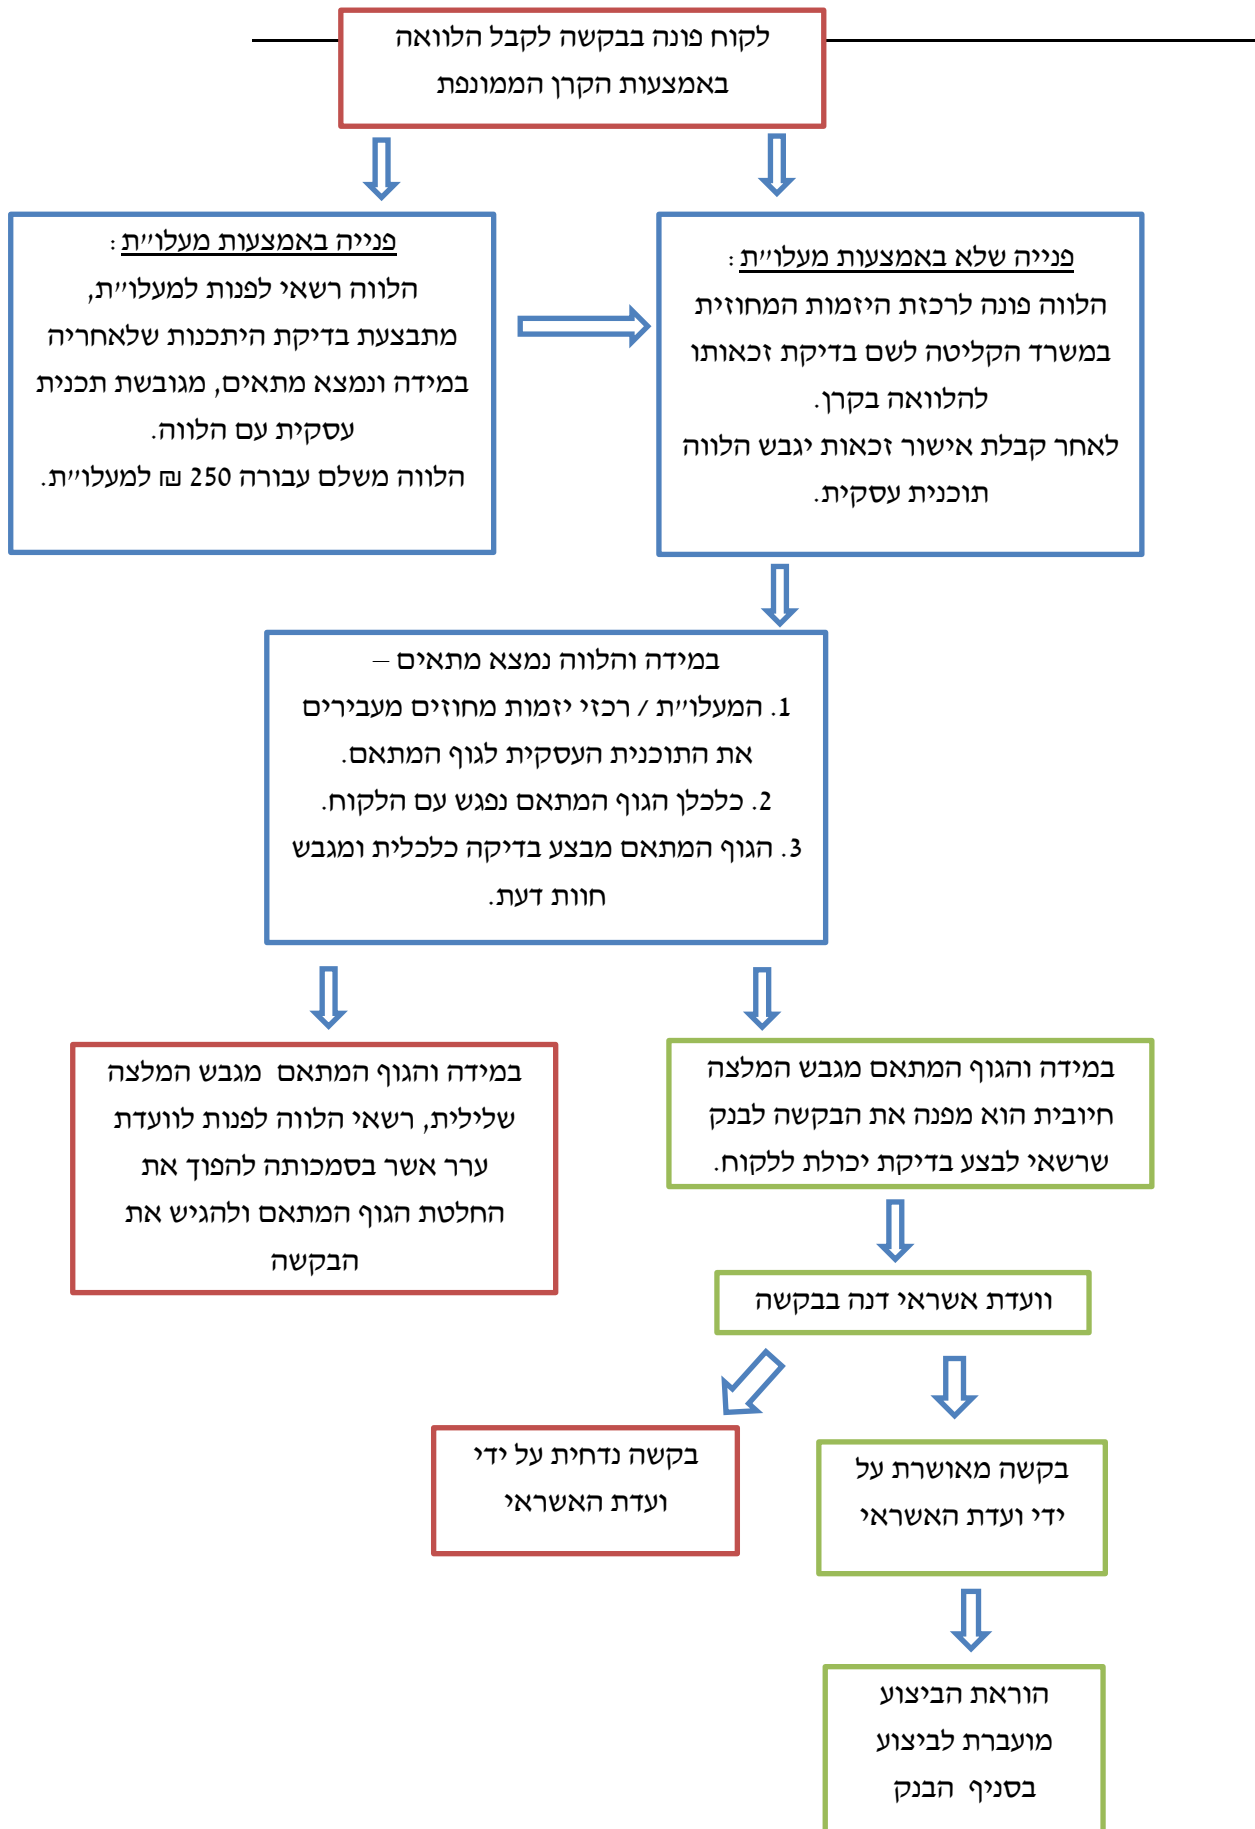 לקוח פונה בבקשה לקבל הלוואה
באמצעות הקרן הממונפת
פנייה שלא באמצעות מעלו״ת:
הלווה פונה לרכזת היזמות המחוזית
במשרד הקליטה לשם בדיקת זכאותו
להלוואה בקרן.
לאחר קבלת אישור זכאות יגבש הלווה
תוכנית עסקית.
פנייה באמצעות מעלו״ת:
הלווה רשאי לפנות למעלו״ת,
מתבצעת בדיקת היתכנות שלאחריה
במידה ונמצא מתאים, מגובשת תכנית
עסקית עם הלווה.
הלווה משלם עבורה 250 ₪ למעלו״ת.
במידה והלווה נמצא מתאים –
1. המעלו״ת / רכזי יזמות מחוזים מעבירים
את התוכנית העסקית לגוף המתאם.
2. כלכלן הגוף המתאם נפגש עם הלקוח.
3. הגוף המתאם מבצע בדיקה כלכלית ומגבש
חוות דעת.
במידה והגוף המתאם מגבש המלצה
חיובית הוא מפנה את הבקשה לבנק
שרשאי לבצע בדיקת יכולת ללקוח.
במידה והגוף המתאם מגבש המלצה
שלילית, רשאי הלווה לפנות לוועדת
ערר אשר בסמכותה להפוך את
החלטת הגוף המתאם ולהגיש את
הבקשה
וועדת אשראי דנה בבקשה
בקשה מאושרת על
ידי ועדת האשראי
בקשה נדחית על ידי
ועדת האשראי
הוראת הביצוע
מועברת לביצוע
בסניף הבנק